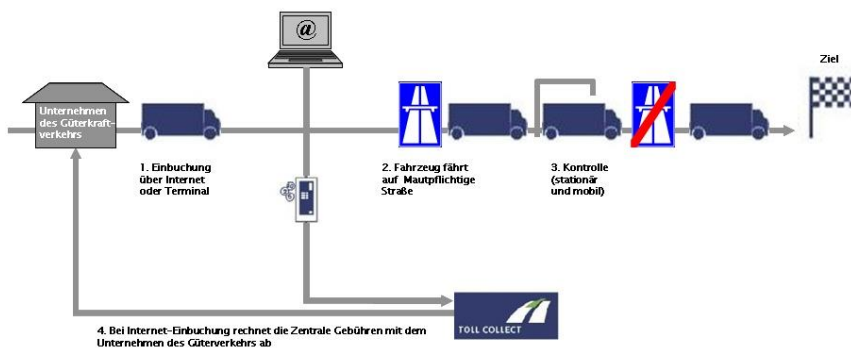 @
Ziel
Unternehmen
des Güterkraft-
verkehrs
1. Einbuchung
über Internet
oder Terminal
2. Fahrzeug fährt
auf Mautpflichtige
Straße
3. Kontrolle
(stationär
und mobil)
TOLL COLLECT
4. Bei Internet-Einbuchung rechnet die Zentrale Gebühren mit dem
Unternehmen des Güterverkehrs ab